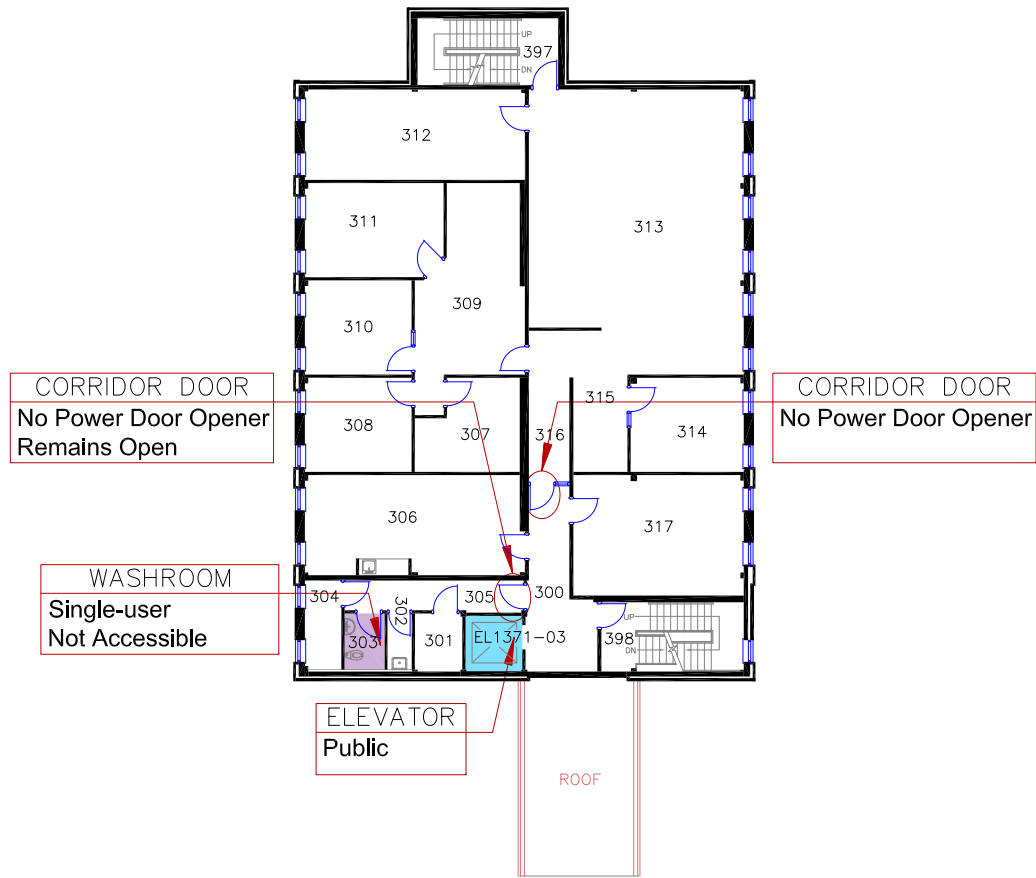 UP
397
DN
312
311
313
309
310
CORRIDOR DOOR
No Power Door Opener
Remains Open
CORRIDOR DOOR
No Power Door Opener
315
308
307
316
314
306
317
WASHROOM
Single-user
Not Accessible
304
302
305
300
303
301
EL1371-03
398
UP
DN
ELEVATOR
Public
ROOF